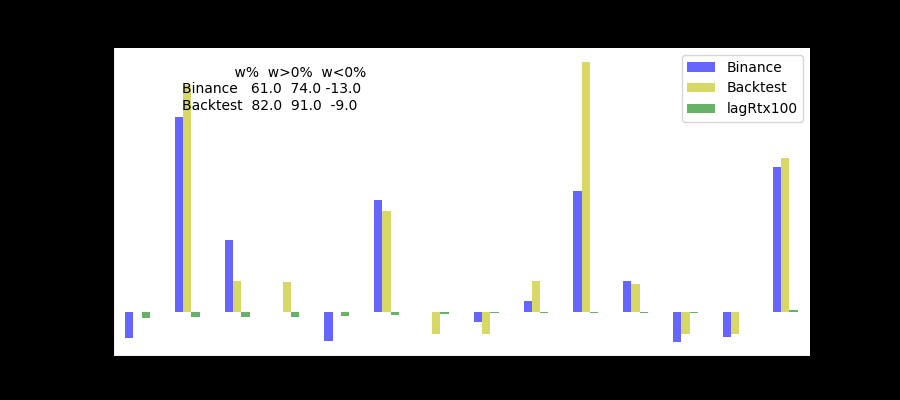 w%  w>0%  w<0%
Binance   61.0  74.0 -13.0
Backtest  82.0  91.0  -9.0
Binance
Backtest
lagRtx100